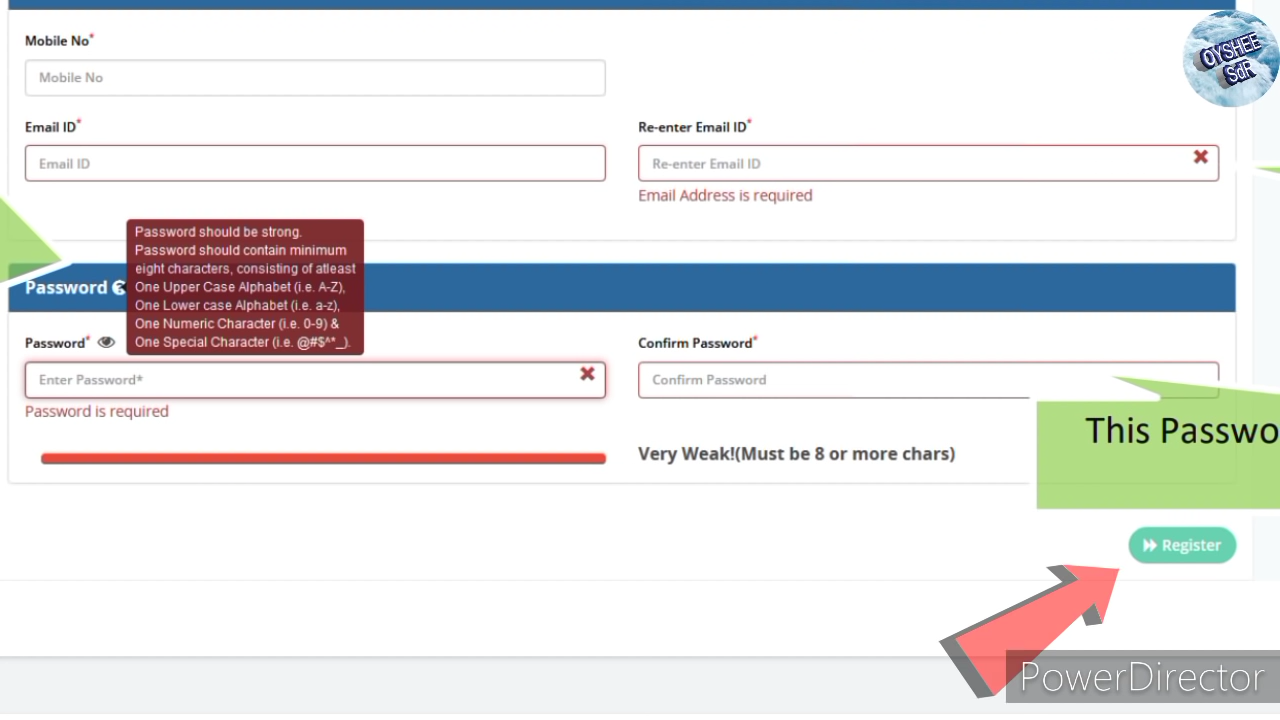 Mobile No*
Mobile No
OYSHEE
SdR
Email ID*
Re-enter Email ID*
Email ID
Re-enter Email ID
Email Address is required
Password should be strong.
Password should contain minimum
eight characters, consisting of atleast
One Upper Case Alphabet (i.e. A-Z),
One Lower case Alphabet (i.e. a-z),
One Numeric Character (i.e. 0-9) &
One Special Character (i.e. @#$^*_).
Password
Password*
Confirm Password*
Enter Password*
Confirm Password
Password is required
This Passwo
Very Weak!(Must be 8 or more chars)
Register
PowerDirector